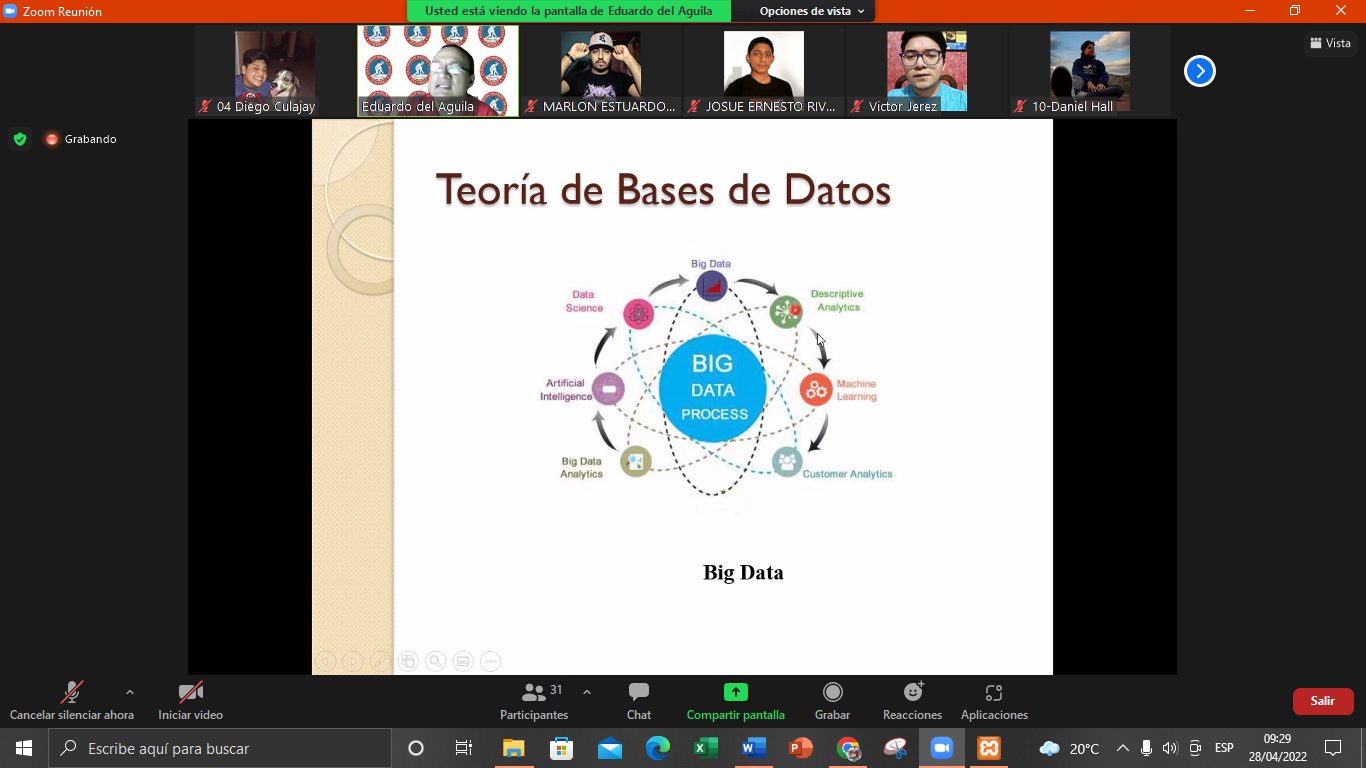 Zoom Reunión
Usted está viendo la pantalla de Eduardo del Aguila
Opciones de vista
Vista
04 Diego Culajay
Eduardo del Aguila
MARLON ESTUARDO...
JOSUE ERNESTO RIV...
Victor Jerez
10-Daniel Hall
Grabando
Teoría de Bases de Datos
Big Data
Data
Science
Descriptive
Analytics
BIG
DATA
PROCESS
Artificial
Intelligence
Machine
Learning
Big Data
Analytics
Customer Analytics
Big Data
Cancelar silenciar ahora
Iniciar video
31
Participantes
Chat
Compartir pantalla
Grabar
Reacciones
Aplicaciones
Salir
Escribe aquí para buscar
20°C
ESP
09:29
28/04/2022